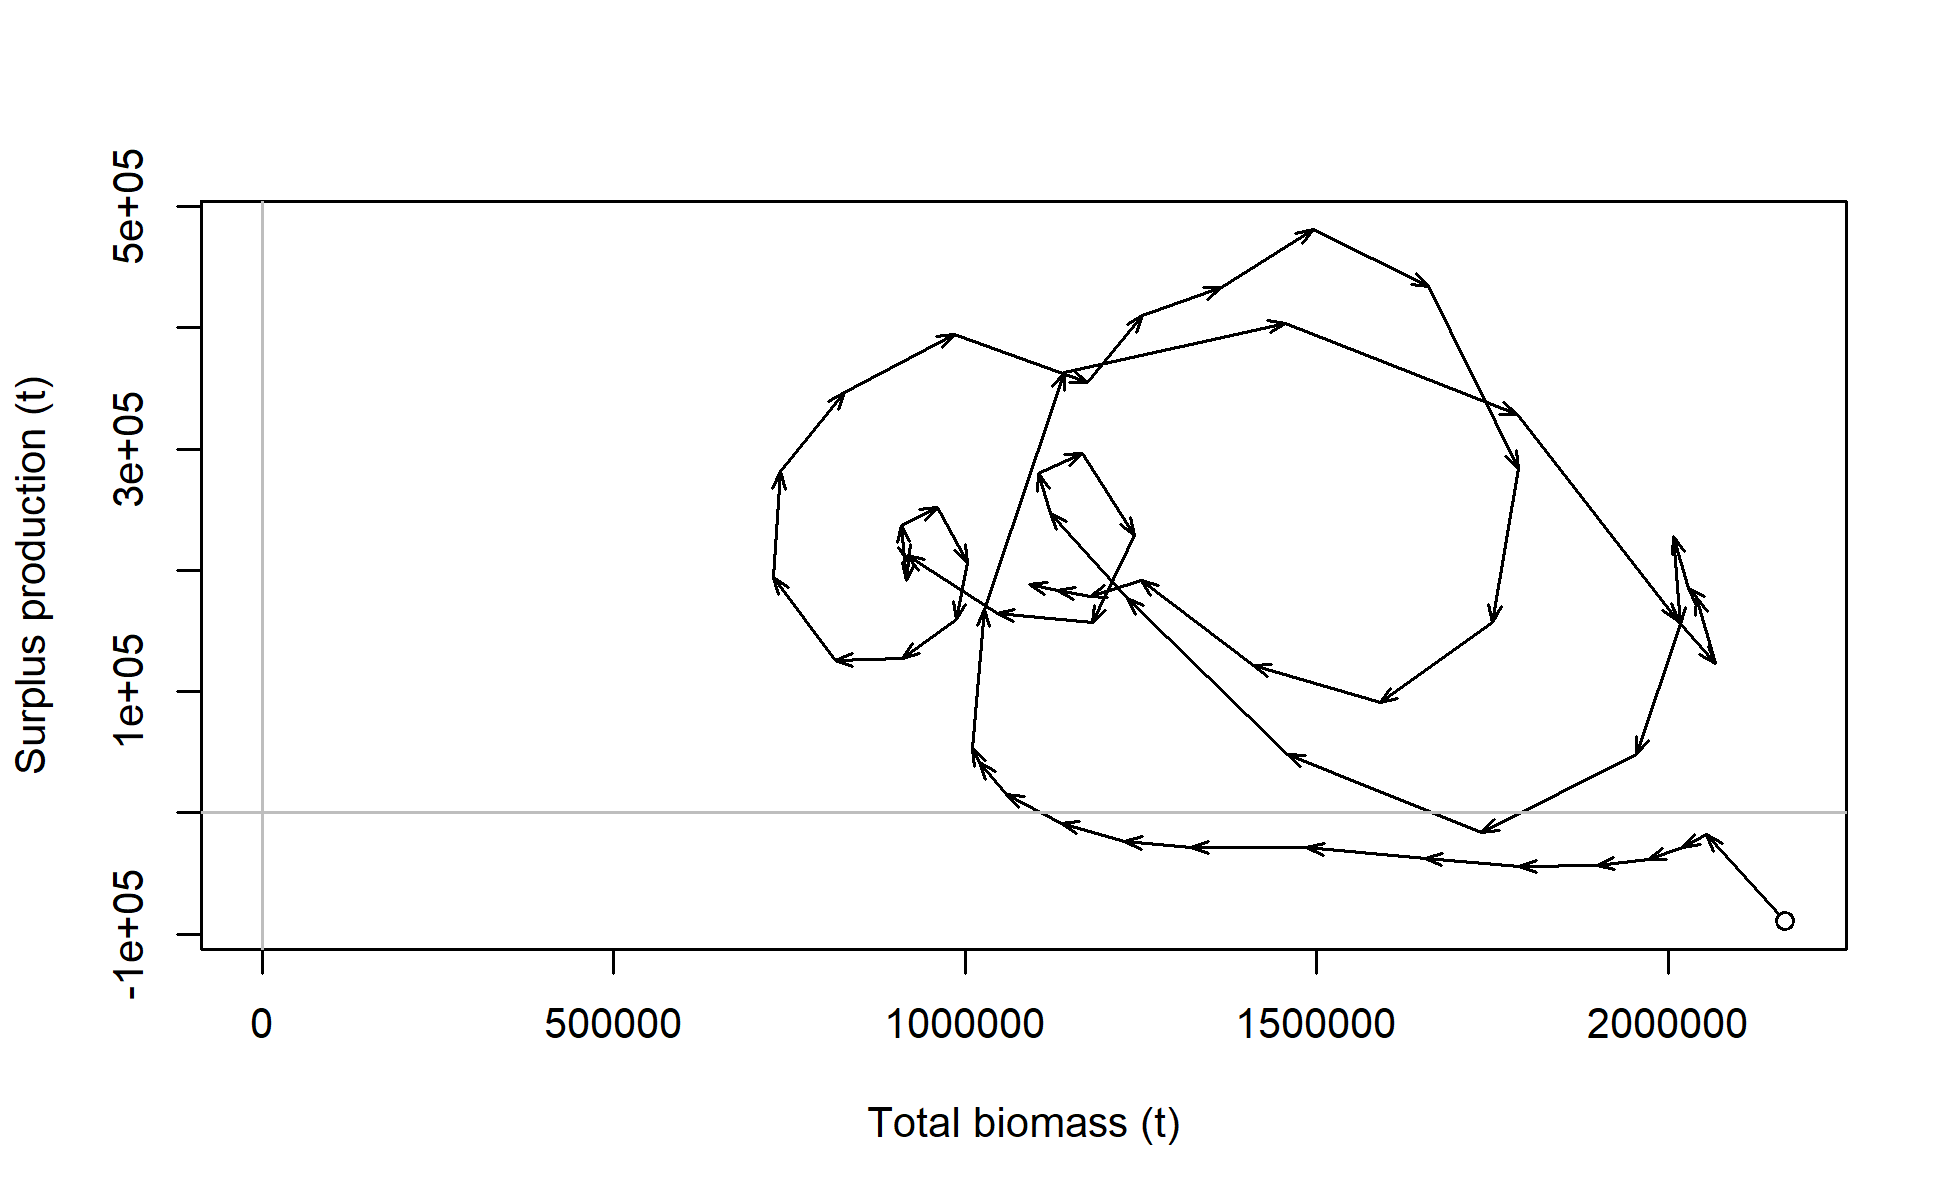 Surplus production (t)
5e+05
3e+05
1e+05
-1e+05
0 500000 1000000 1500000 2000000
Total biomass (t)